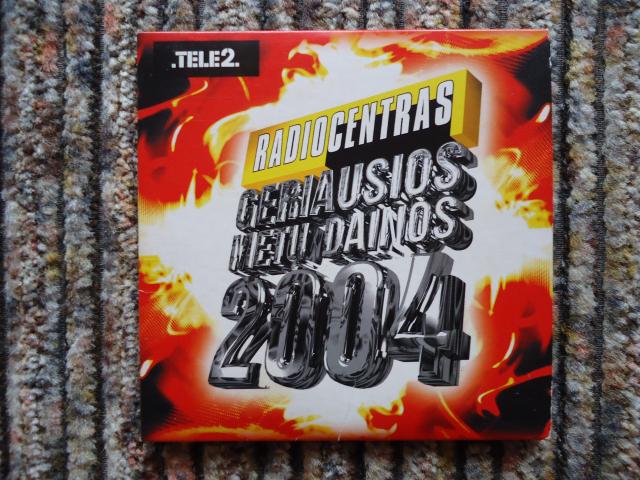 .TELE2.
RADIOCENTRAS
GERIAUSIOS
METŲ DAINOS
2004